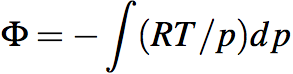 Φ = − ∫(RT/p)dp